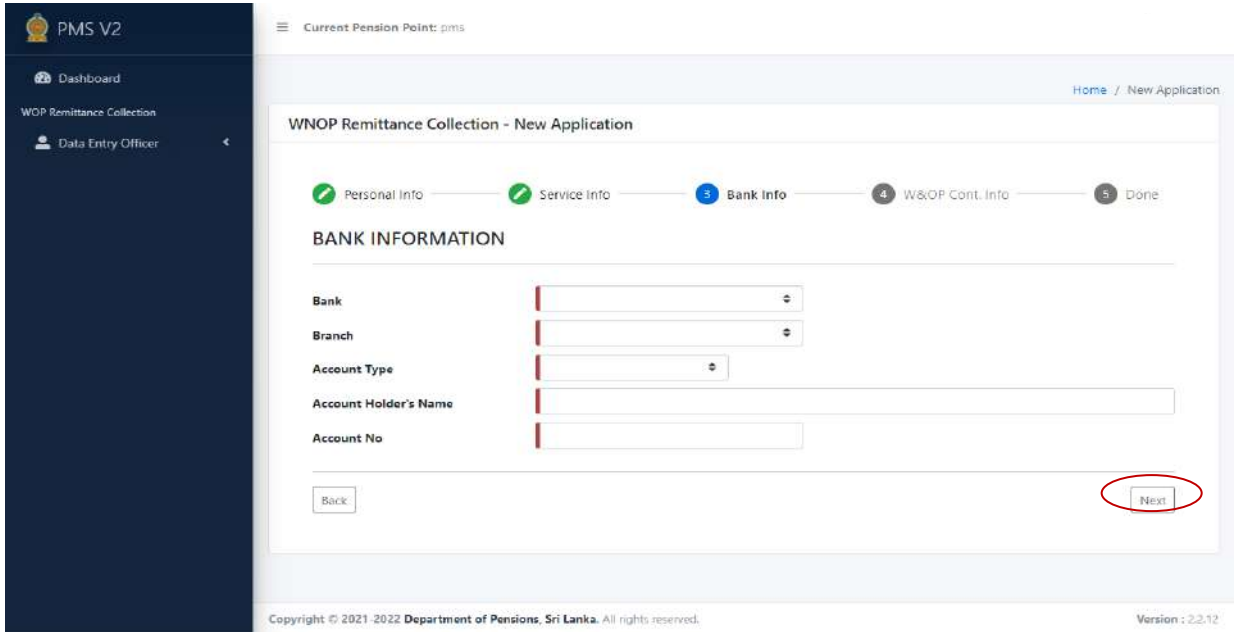 PMS V2
Current Pension Point: pms
Dashboard
Home / New Application
WOP Remittance Collection
WNOP Remittance Collection - New Application
Data Entry Officer
Personal Info
Service Info
3 Bank Info
4 W&OP Cont. Info
5 Done
BANK INFORMATION
Bank
Branch
Account Type
Account Holder's Name
Account No
Back
Next
Copyright © 2021-2022 Department of Pensions, Sri Lanka. All rights reserved.
Version : 2.2.12